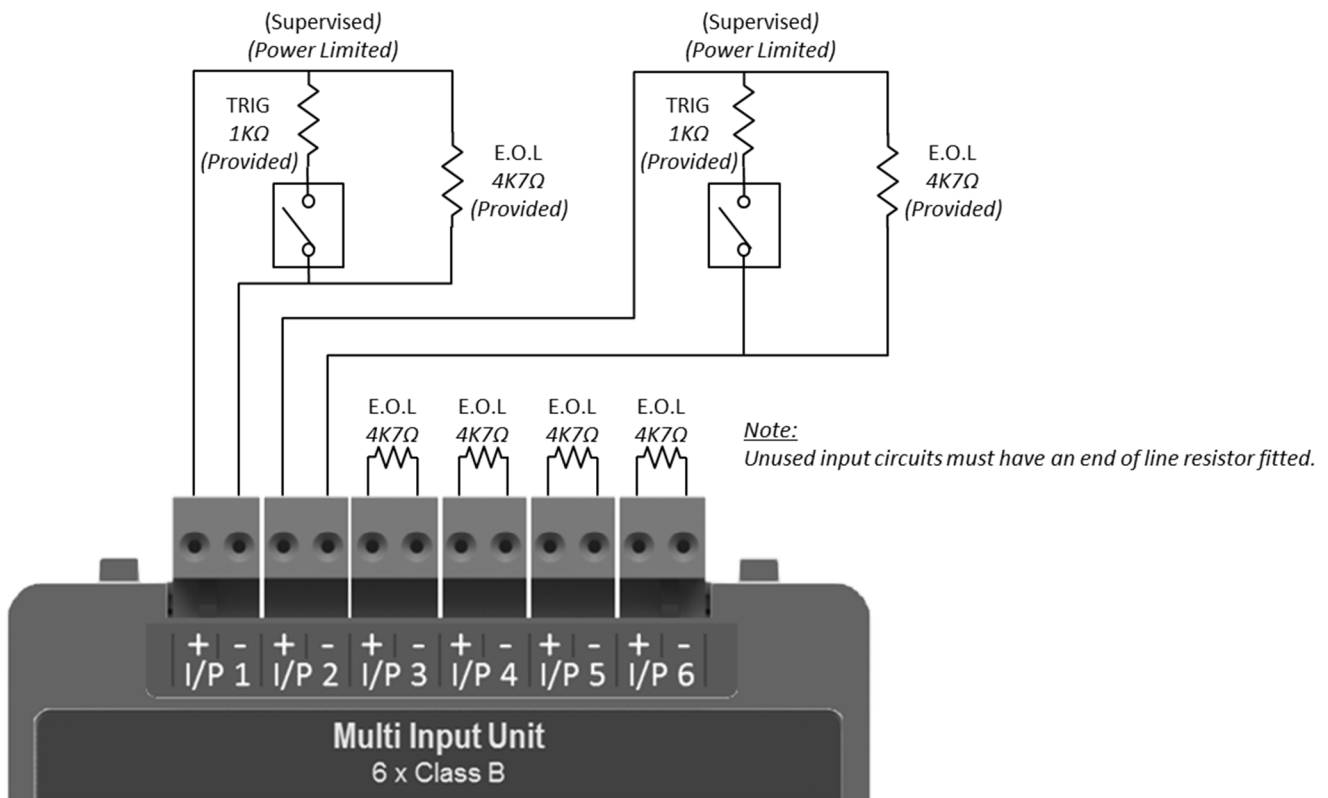 (Supervised)
(Power Limited)
(Supervised)
(Power Limited)
TRIG
1KΩ
(Provided)
E.O.L
4K7Ω
(Provided)
TRIG
1KΩ
(Provided)
E.O.L
4K7Ω
(Provided)
E.O.L
4K7Ω
E.O.L
4K7Ω
E.O.L
4K7Ω
E.O.L
4K7Ω
Note:
Unused input circuits must have an end of line resistor fitted.
+ - + - + - + - + - + -
I/P 1 I/P 2 I/P 3 I/P 4 I/P 5 I/P 6
Multi Input Unit
6 x Class B